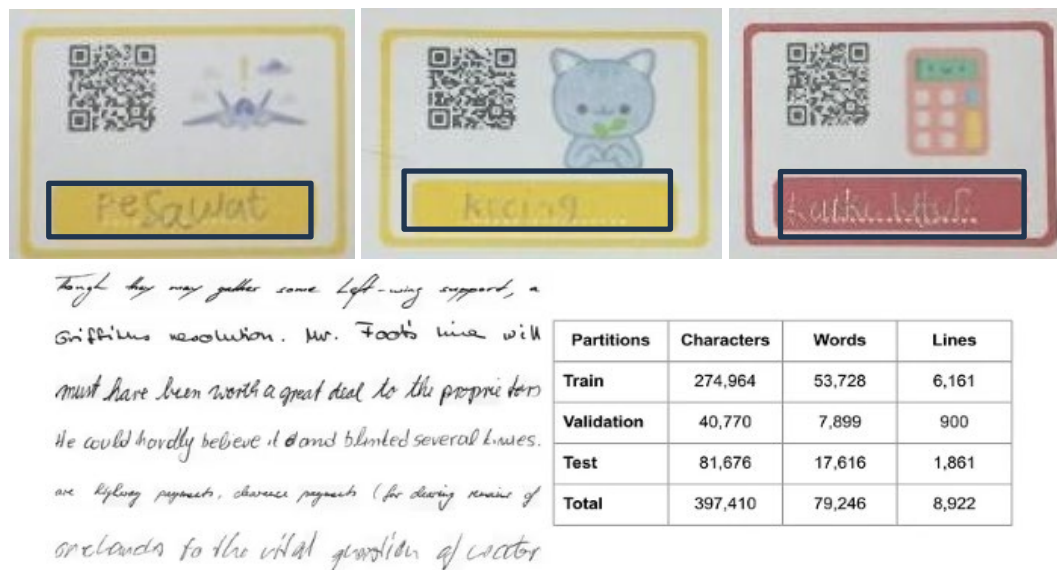 PeSawat
Though they may gather some Left-wing support, a
Griffiths resolution. Mr. Foot's line will
must have been worth a great deal to the proprietors
He could hardly believe it and blinked several times.
are highway payments, clearance payments (for clearing remains of
to the vital question of water
Partitions Characters Words Lines
Train 274,964 53,728 6,161
Validation 40,770 7,899 900
Test 81,676 17,616 1,861
Total 397,410 79,246 8,922